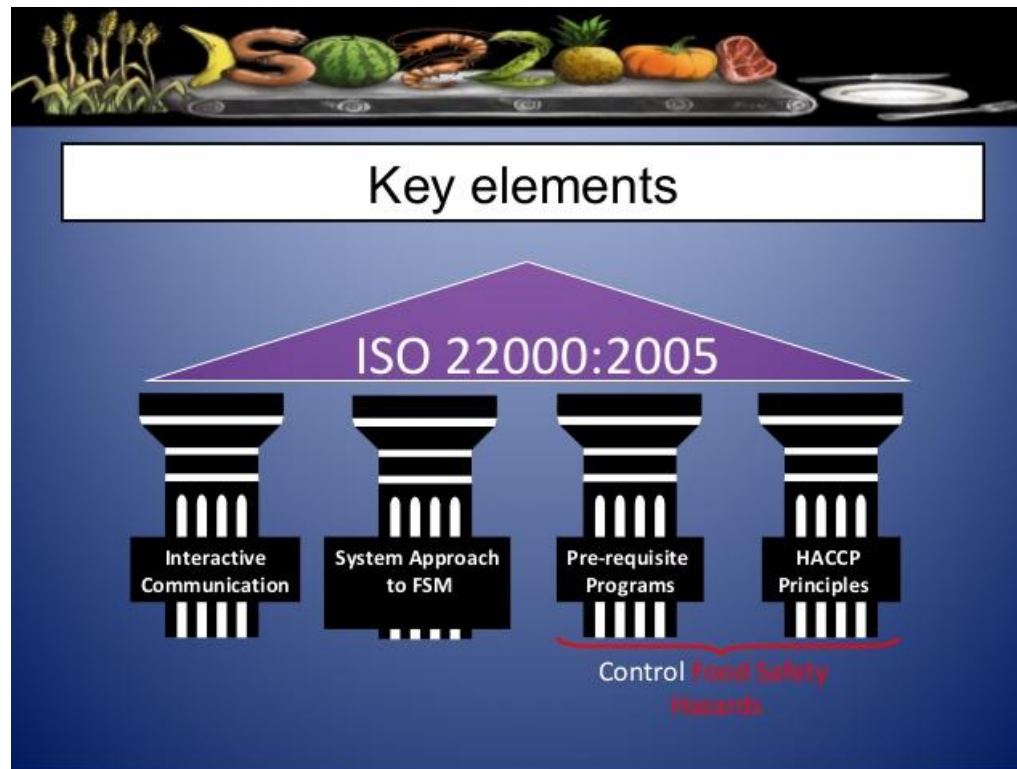 Key elements
ISO 22000:2005
Interactive
Communication
System Approach
to FSM
Pre-requisite
Programs
HACCP
Principles
Control Food Safety
Hazards